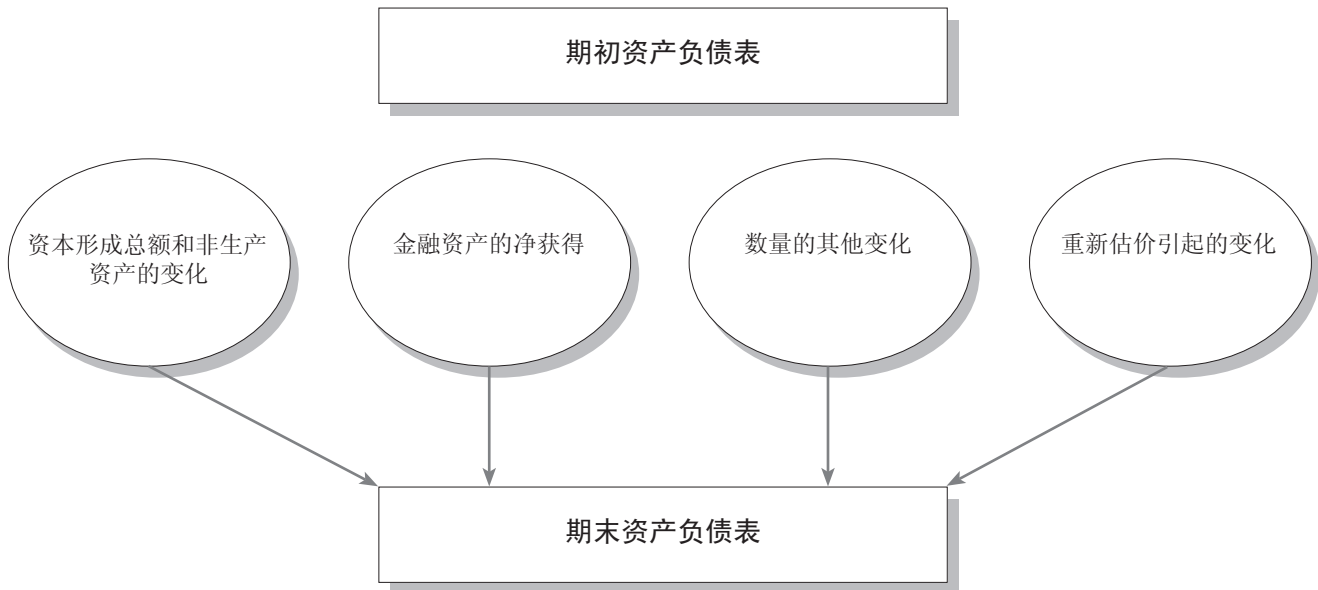 期初资产负债表
资本形成总额和非生产
资产的变化
金融资产的净获得
数量的其他变化
重新估价引起的变化
期末资产负债表